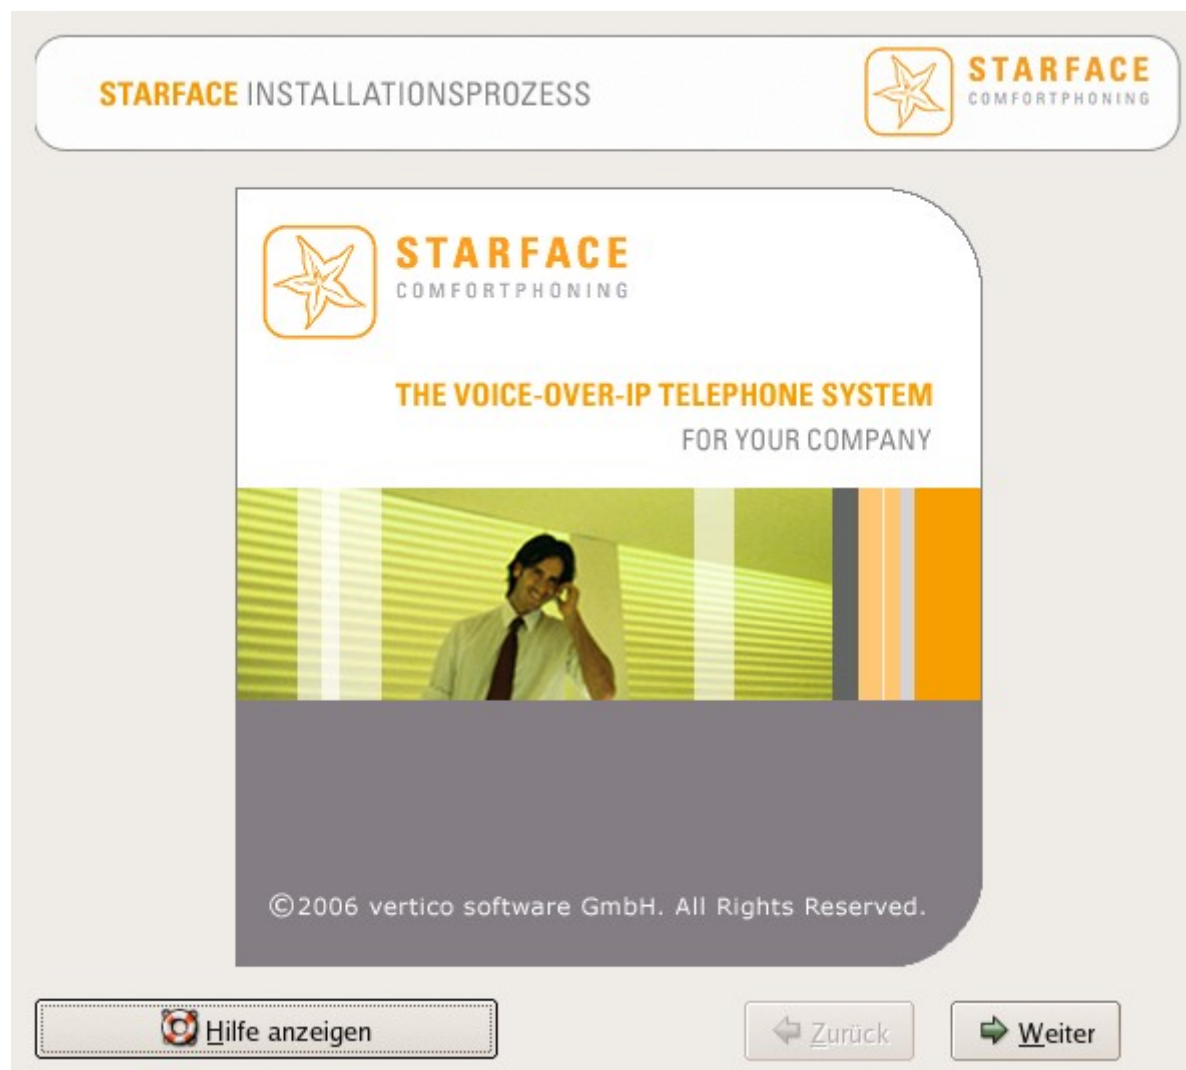 STARFACE INSTALLATIONSPROZESS
STARFACE
COMFORTPHONING
STARFACE
COMFORTPHONING
THE VOICE-OVER-IP TELEPHONE SYSTEM
FOR YOUR COMPANY
©2006 vertico software GmbH. All Rights Reserved.
Hilfe anzeigen
Zurück
Weiter